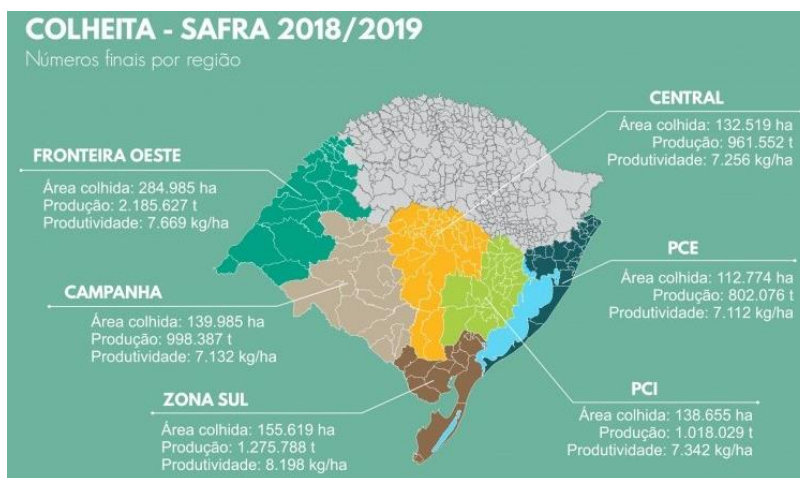 COLHEITA - SAFRA 2018/2019
Números finais por região
CENTRAL
Área colhida: 132.519 ha
Produção: 961.552 t
Produtividade: 7.256 kg/ha
FRONTEIRA OESTE
Área colhida: 284.985 ha
Produção: 2.185.627 t
Produtividade: 7.669 kg/ha
PCE
Área colhida: 112.774 ha
Produção: 802.076 t
Produtividade: 7.112 kg/ha
CAMPANHA
Área colhida: 139.985 ha
Produção: 998.387 t
Produtividade: 7.132 kg/ha
PCI
Área colhida: 138.655 ha
Produção: 1.018.029 t
Produtividade: 7.342 kg/ha
ZONA SUL
Área colhida: 155.619 ha
Produção: 1.275.788 t
Produtividade: 8.198 kg/ha